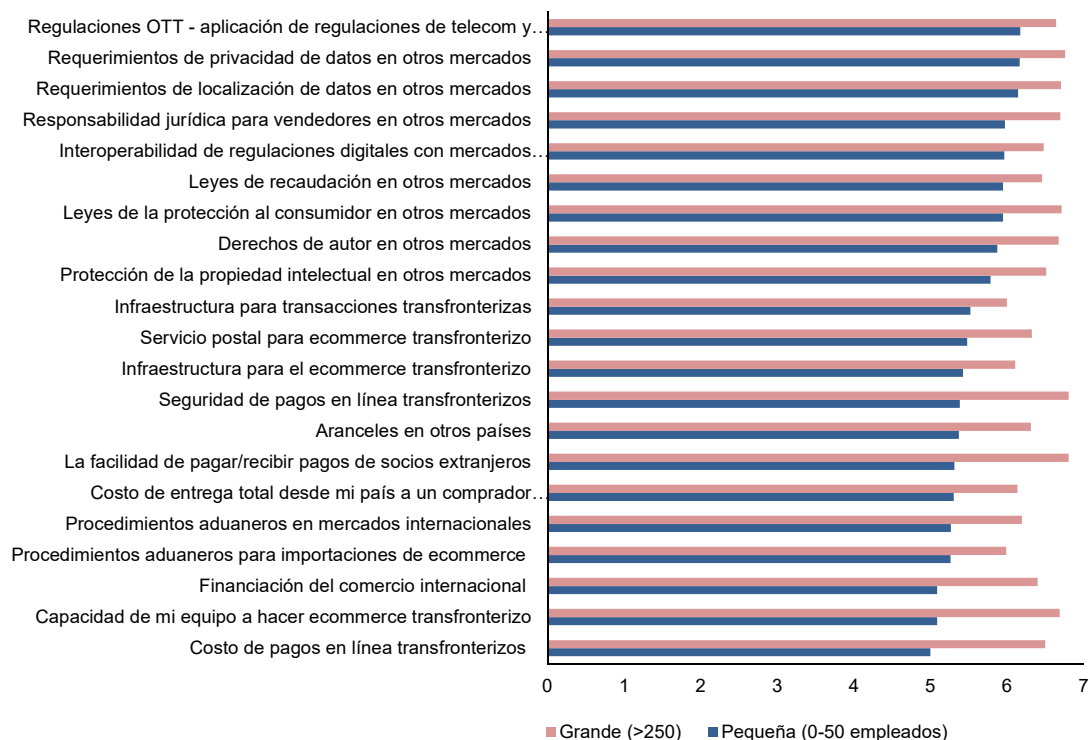 Regulaciones OTT - aplicación de regulaciones de telecom y…
Requerimientos de privacidad de datos en otros mercados
Requerimientos de localización de datos en otros mercados
Responsabilidad jurídica para vendedores en otros mercados
Interoperabilidad de regulaciones digitales con mercados…
Leyes de recaudación en otros mercados
Leyes de la protección al consumidor en otros mercados
Derechos de autor en otros mercados
Protección de la propiedad intelectual en otros mercados
Infraestructura para transacciones transfronterizas
Servicio postal para ecommerce transfronterizo
Infraestructura para el ecommerce transfronterizo
Seguridad de pagos en línea transfronterizos
Aranceles en otros países
La facilidad de pagar/recibir pagos de socios extranjeros
Costo de entrega total desde mi país a un comprador…
Procedimientos aduaneros en mercados internacionales
Procedimientos aduaneros para importaciones de ecommerce
Financiación del comercio internacional
Capacidad de mi equipo a hacer ecommerce transfronterizo
Costo de pagos en línea transfronterizos
0 1 2 3 4 5 6 7
Grande (>250) Pequeña (0-50 empleados)